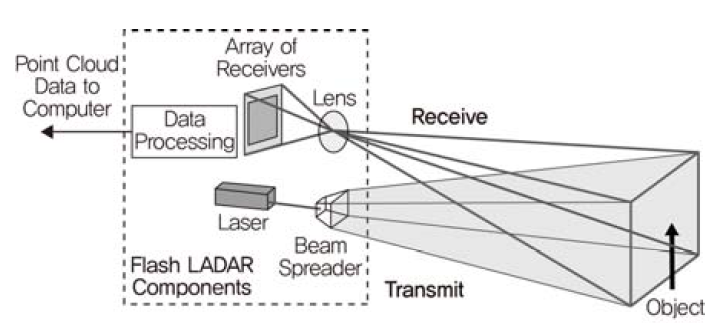 Point Cloud
Data to
Computer
Array of
Receivers
Lens
Data
Processing
Receive
Laser
Beam
Spreader
Flash LADAR
Components
Transmit
Object